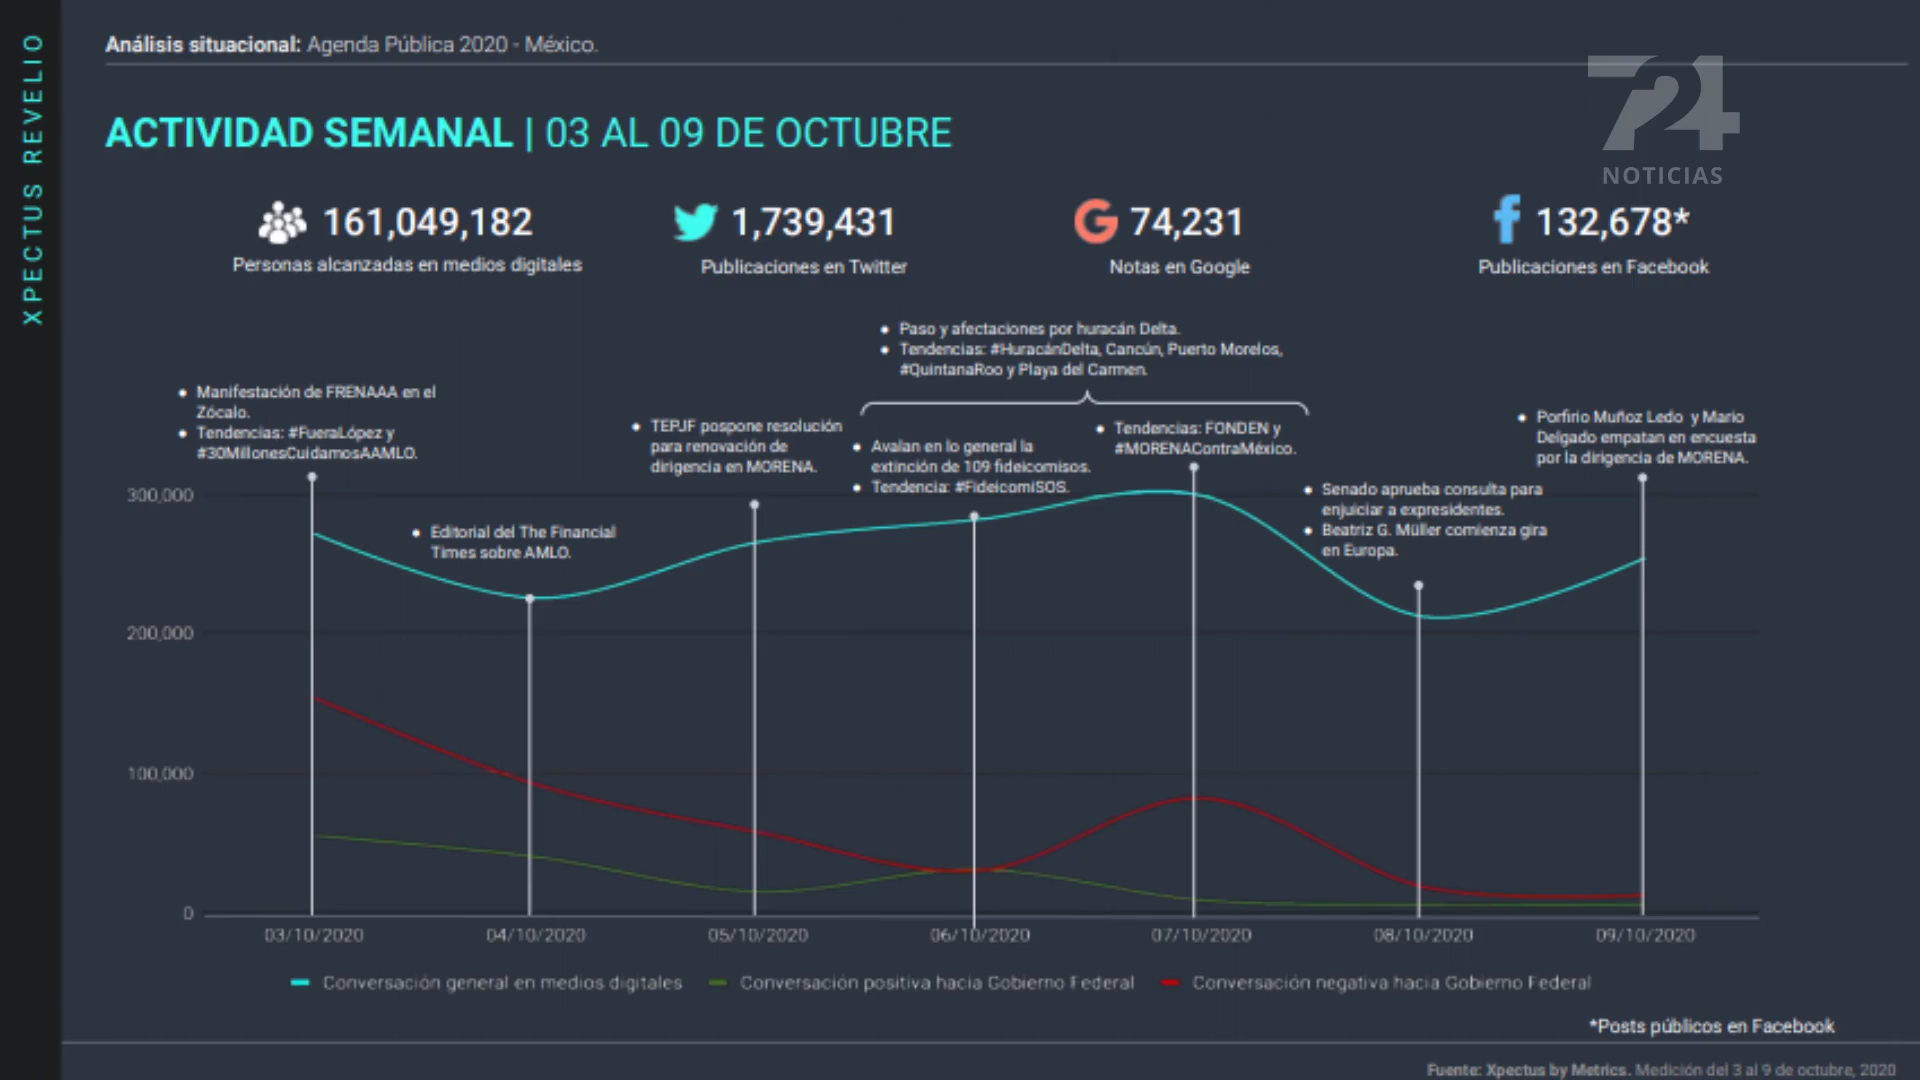 XPECTUS REVELIO
Análisis situacional: Agenda Pública 2020 - México.
724
NOTICIAS
ACTIVIDAD SEMANAL | 03 AL 09 DE OCTUBRE
161,049,182
Personas alcanzadas en medios digitales
1,739,431
Publicaciones en Twitter
74,231
Notas en Google
132,678*
Publicaciones en Facebook
• Paso y afectaciones por huracán Delta.
• Tendencias: #HuracánDelta, Cancún, Puerto Morelos,
#QuintanaRoo y Playa del Carmen.
• Manifestación de FRENAAA en el
Zócalo.
• Tendencias: #FueraLópez y
#30MillonesCuidamosAAMLO.
• Editorial del The Financial
Times sobre AMLO.
• TEPJF pospone resolución
para renovación de
dirigencia en MORENA.
• Avalan en lo general la
extinción de 109 fideicomisos.
• Tendencia: #FideicomiSOS.
• Tendencias: FONDEN y
#MORENAContraMéxico.
• Senado aprueba consulta para
enjuiciar a expresidentes.
• Beatriz G. Müller comienza gira
en Europa.
• Porfirio Muñoz Ledo y Mario
Delgado empatan en encuesta
por la dirigencia de MORENA.
300,000
200,000
100,000
0
03/10/2020 04/10/2020 05/10/2020 06/10/2020 07/10/2020 08/10/2020 09/10/2020
Conversación general en medios digitales Conversación positiva hacia Gobierno Federal Conversación negativa hacia Gobierno Federal
*Posts públicos en Facebook
Fuente: Xpectus by Metrics. Medición del 3 al 9 de octubre, 2020